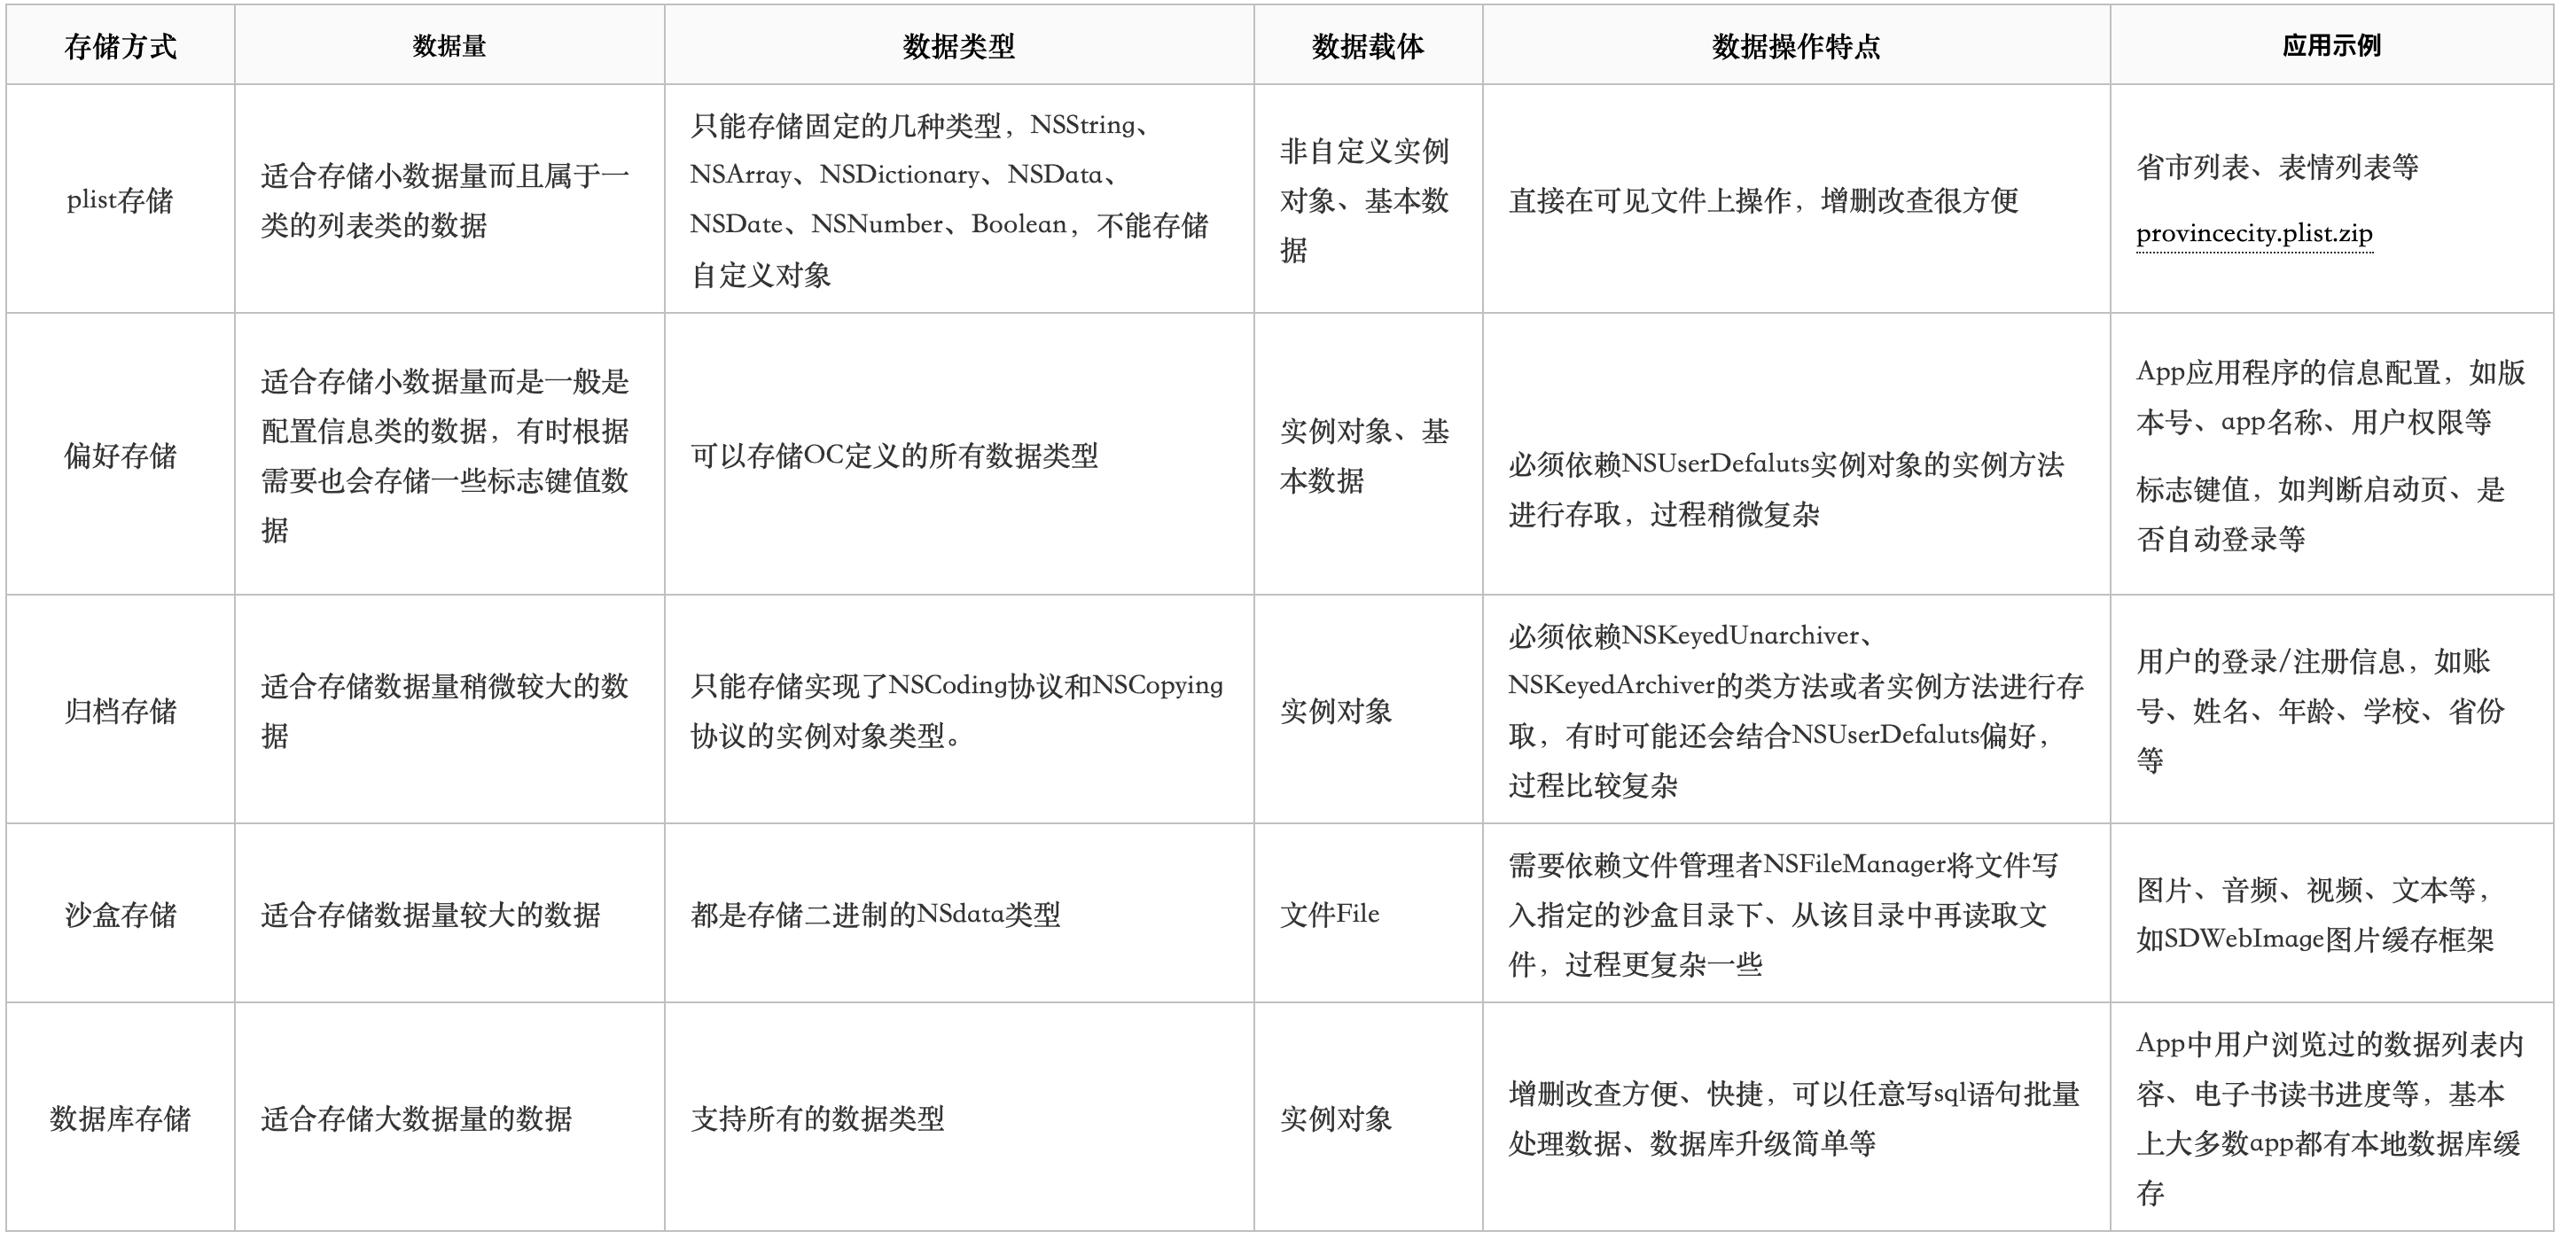 存储方式
数据量
数据类型
数据载体
数据操作特点
应用示例
plist存储
适合存储小数据量而且属于一
类的列表类的数据
只能存储固定的几种类型，NSString、
NSArray、NSDictionary、NSData、
NSDate、NSNumber、Boolean，不能存储
自定义对象
非自定义实例
对象、基本数
据
直接在可见文件上操作，增删改查很方便
省市列表、表情列表等
provincecity.plist.zip
偏好存储
适合存储小数据量而是一般是
配置信息类的数据，有时根据
需要也会存储一些标志键值数
据
可以存储OC定义的所有数据类型
实例对象、基
本数据
必须依赖NSUserDefaluts实例对象的实例方法
进行存取，过程稍微复杂
App应用程序的信息配置，如版
本号、app名称、用户权限等
标志键值，如判断启动页、是
否自动登录等
归档存储
适合存储数据量稍微较大的数
据
只能存储实现了NSCoding协议和NSCopying
协议的实例对象类型。
实例对象
必须依赖NSKeyedUnarchiver、
NSKeyedArchiver的类方法或者实例方法进行存
取，有时可能还会结合NSUserDefaluts偏好，
过程比较复杂
用户的登录/注册信息，如账
号、姓名、年龄、学校、省份
等
沙盒存储
适合存储数据量较大的数据
都是存储二进制的NSdata类型
文件File
需要依赖文件管理者NSFileManager将文件写
入指定的沙盒目录下、从该目录中再读取文
件，过程更复杂一些
图片、音频、视频、文本等，
如SDWebImage图片缓存框架
数据库存储
适合存储大数据量的数据
支持所有的数据类型
实例对象
增删改查方便、快捷，可以任意写sql语句批量
处理数据、数据库升级简单等
App中用户浏览过的数据列表内
容、电子书读书进度等，基本
上大多数app都有本地数据库缓
存